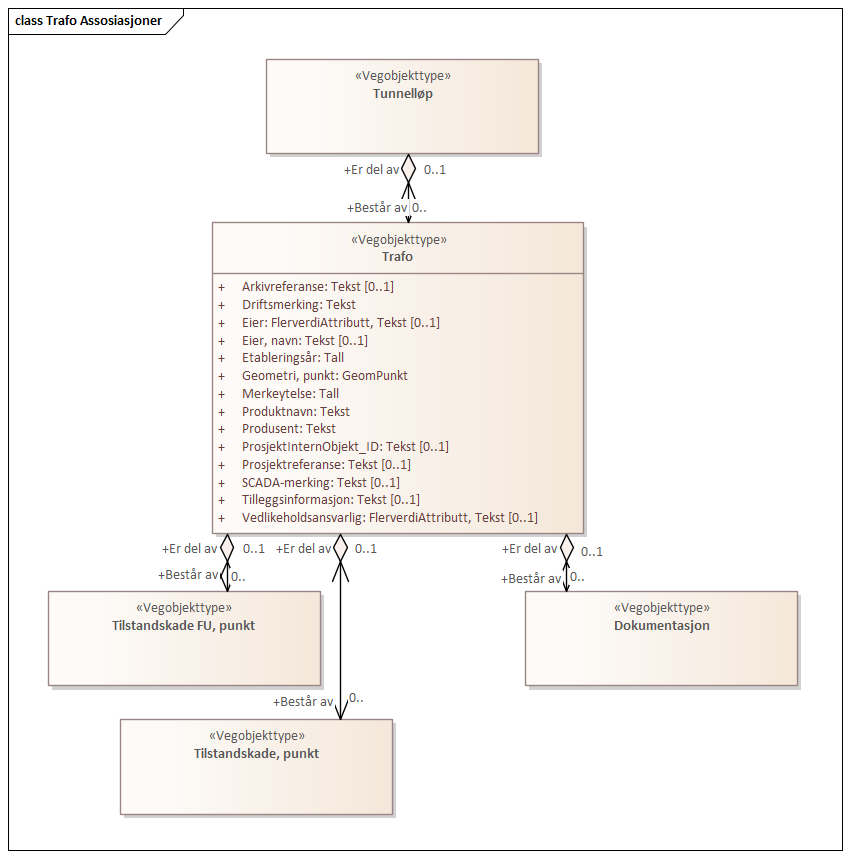 class Trafo Assosiasjoner
«Vegobjekttype»
Tunnelløp
+Er del av 0..1
+Består av 0..
«Vegobjekttype»
Trafo
+ Arkivreferanse: Tekst [0..1]
+ Driftsmerking: Tekst
+ Eier: FlerverdiAttributt, Tekst [0..1]
+ Eier, navn: Tekst [0..1]
+ Etableringsår: Tall
+ Geometri, punkt: GeomPunkt
+ Merkeytelse: Tall
+ Produktnavn: Tekst
+ Produsent: Tekst
+ ProsjektInternObjekt_ID: Tekst [0..1]
+ Prosjektreferanse: Tekst [0..1]
+ SCADA-merking: Tekst [0..1]
+ Tilleggsinformasjon: Tekst [0..1]
+ Vedlikeholdsansvarlig: FlerverdiAttributt, Tekst [0..1]
+Er del av 0..1 +Er del av 0..1 +Er del av 0..1
+Består av 0.. +Består av 0..
«Vegobjekttype»
Tilstandskade FU, punkt
«Vegobjekttype»
Dokumentasjon
+Består av 0..
«Vegobjekttype»
Tilstandskade, punkt